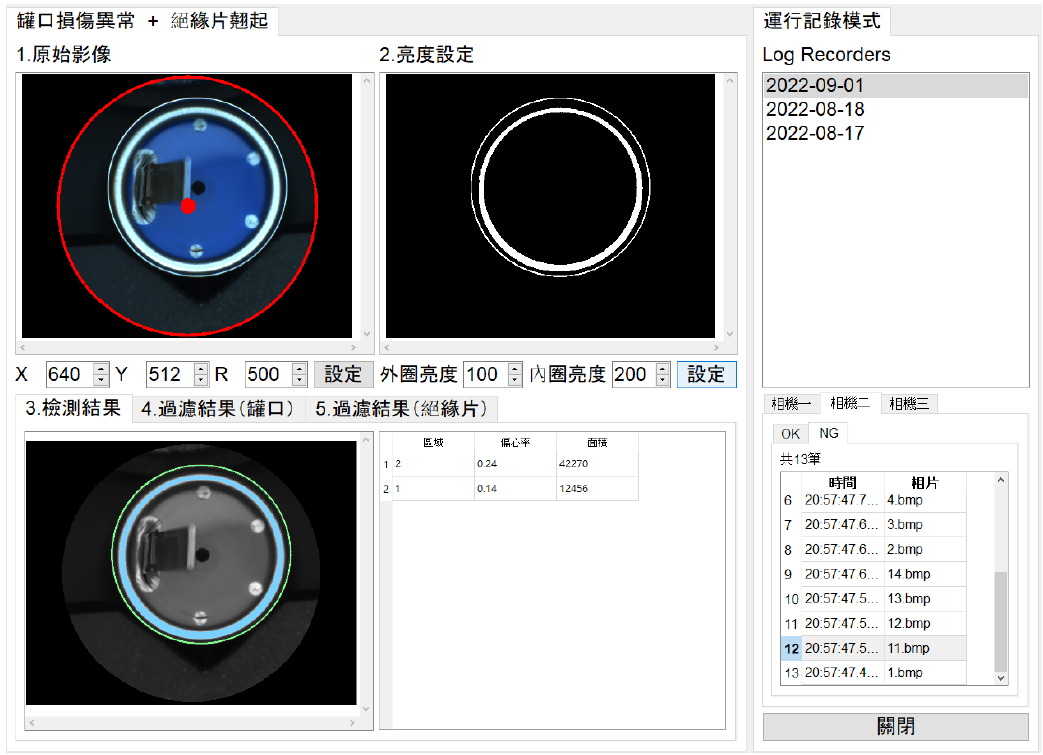 罐口損傷異常 + 絕緣片翹起
1.原始影像
2.亮度設定
X 640 Y 512 R 500 設定
外圈亮度 100 內圈亮度 200 設定
3.檢測結果 4.過濾結果(罐口) 5.過濾結果(絕緣片)
區域 偏心率 面積
1 2 0.24 42270
2 1 0.14 12456
運行記錄模式
Log Recorders
2022-09-01
2022-08-18
2022-08-17
相機一 相機二 相機三
OK NG
共13筆
時間 相片
6 20:57:47.7... 4.bmp
7 20:57:47.6... 3.bmp
8 20:57:47.6... 2.bmp
9 20:57:47.6... 14.bmp
10 20:57:47.5... 13.bmp
11 20:57:47.5... 12.bmp
12 20:57:47.5... 11.bmp
13 20:57:47.4... 1.bmp
關閉